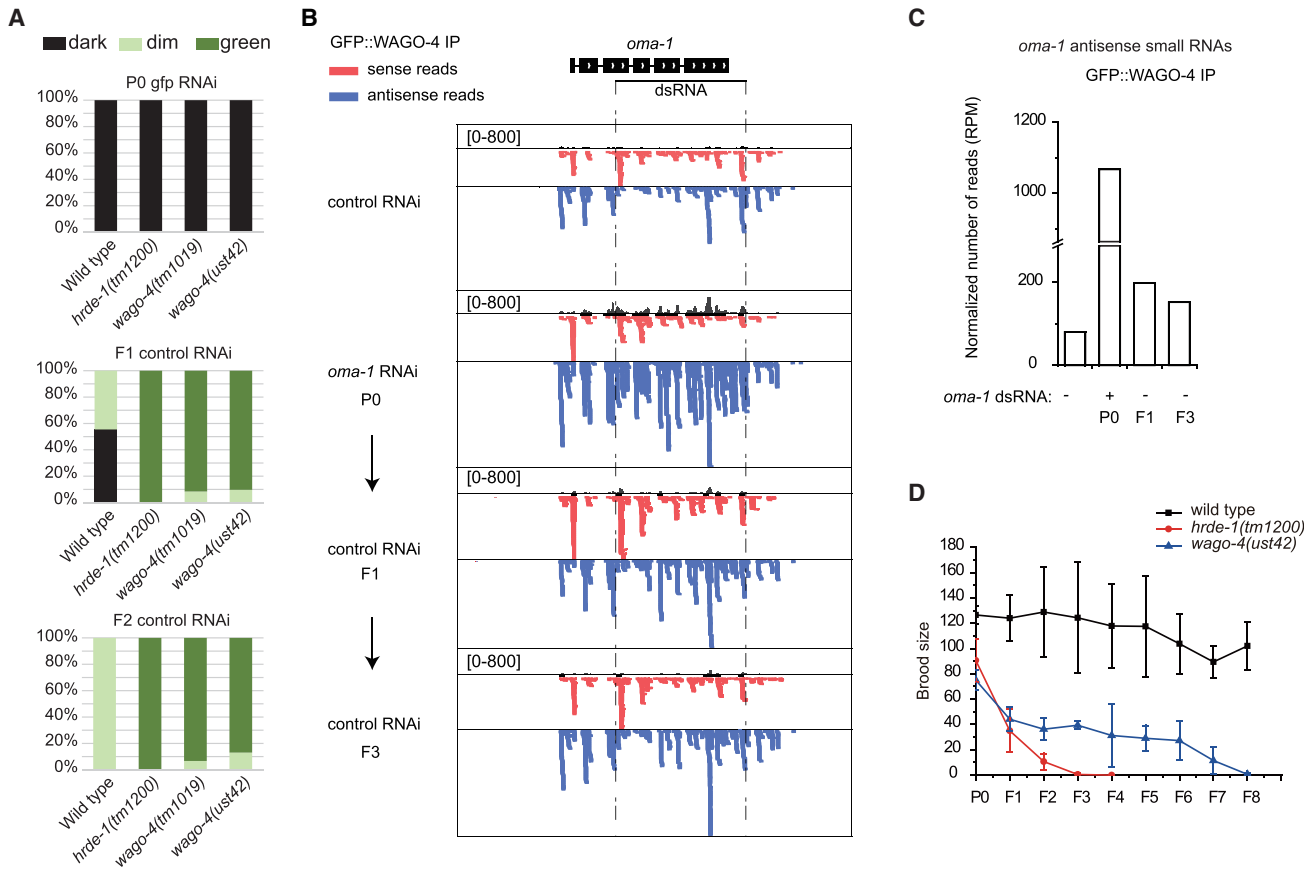 A
dark dim green
P0 gfp RNAi
100%
80%
60%
40%
20%
0%
Wild type
hrde-1(tm1200)
wago-4(tm1019)
wago-4(ust42)
F1 control RNAi
100%
80%
60%
40%
20%
0%
Wild type
hrde-1(tm1200)
wago-4(tm1019)
wago-4(ust42)
F2 control RNAi
100%
80%
60%
40%
20%
0%
Wild type
hrde-1(tm1200)
wago-4(tm1019)
wago-4(ust42)
B
GFP::WAGO-4 IP
sense reads
antisense reads
oma-1
dsRNA
[0-800]
control RNAi
[0-800]
oma-1 RNAi
P0
[0-800]
control RNAi
F1
[0-800]
control RNAi
F3
C
oma-1 antisense small RNAs
GFP::WAGO-4 IP
Normalized number of reads (RPM)
1200
1000
200
0
oma-1 dsRNA: - + - -
P0 F1 F3
D
wild type
hrde-1(tm1200)
wago-4(ust42)
Brood size
180
160
140
120
100
80
60
40
20
0
P0 F1 F2 F3 F4 F5 F6 F7 F8